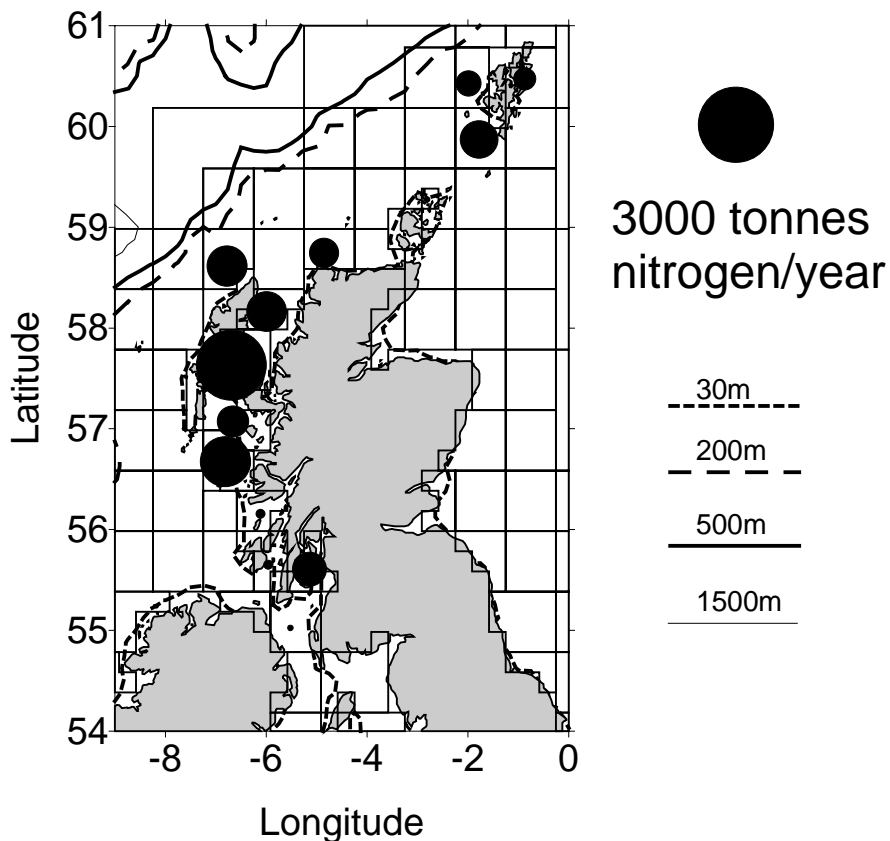 61
60
59
58
57
56
55
54
Latitude
-8 -6 -4 -2 0
Longitude
3000 tonnes
nitrogen/year
30m
200m
500m
1500m